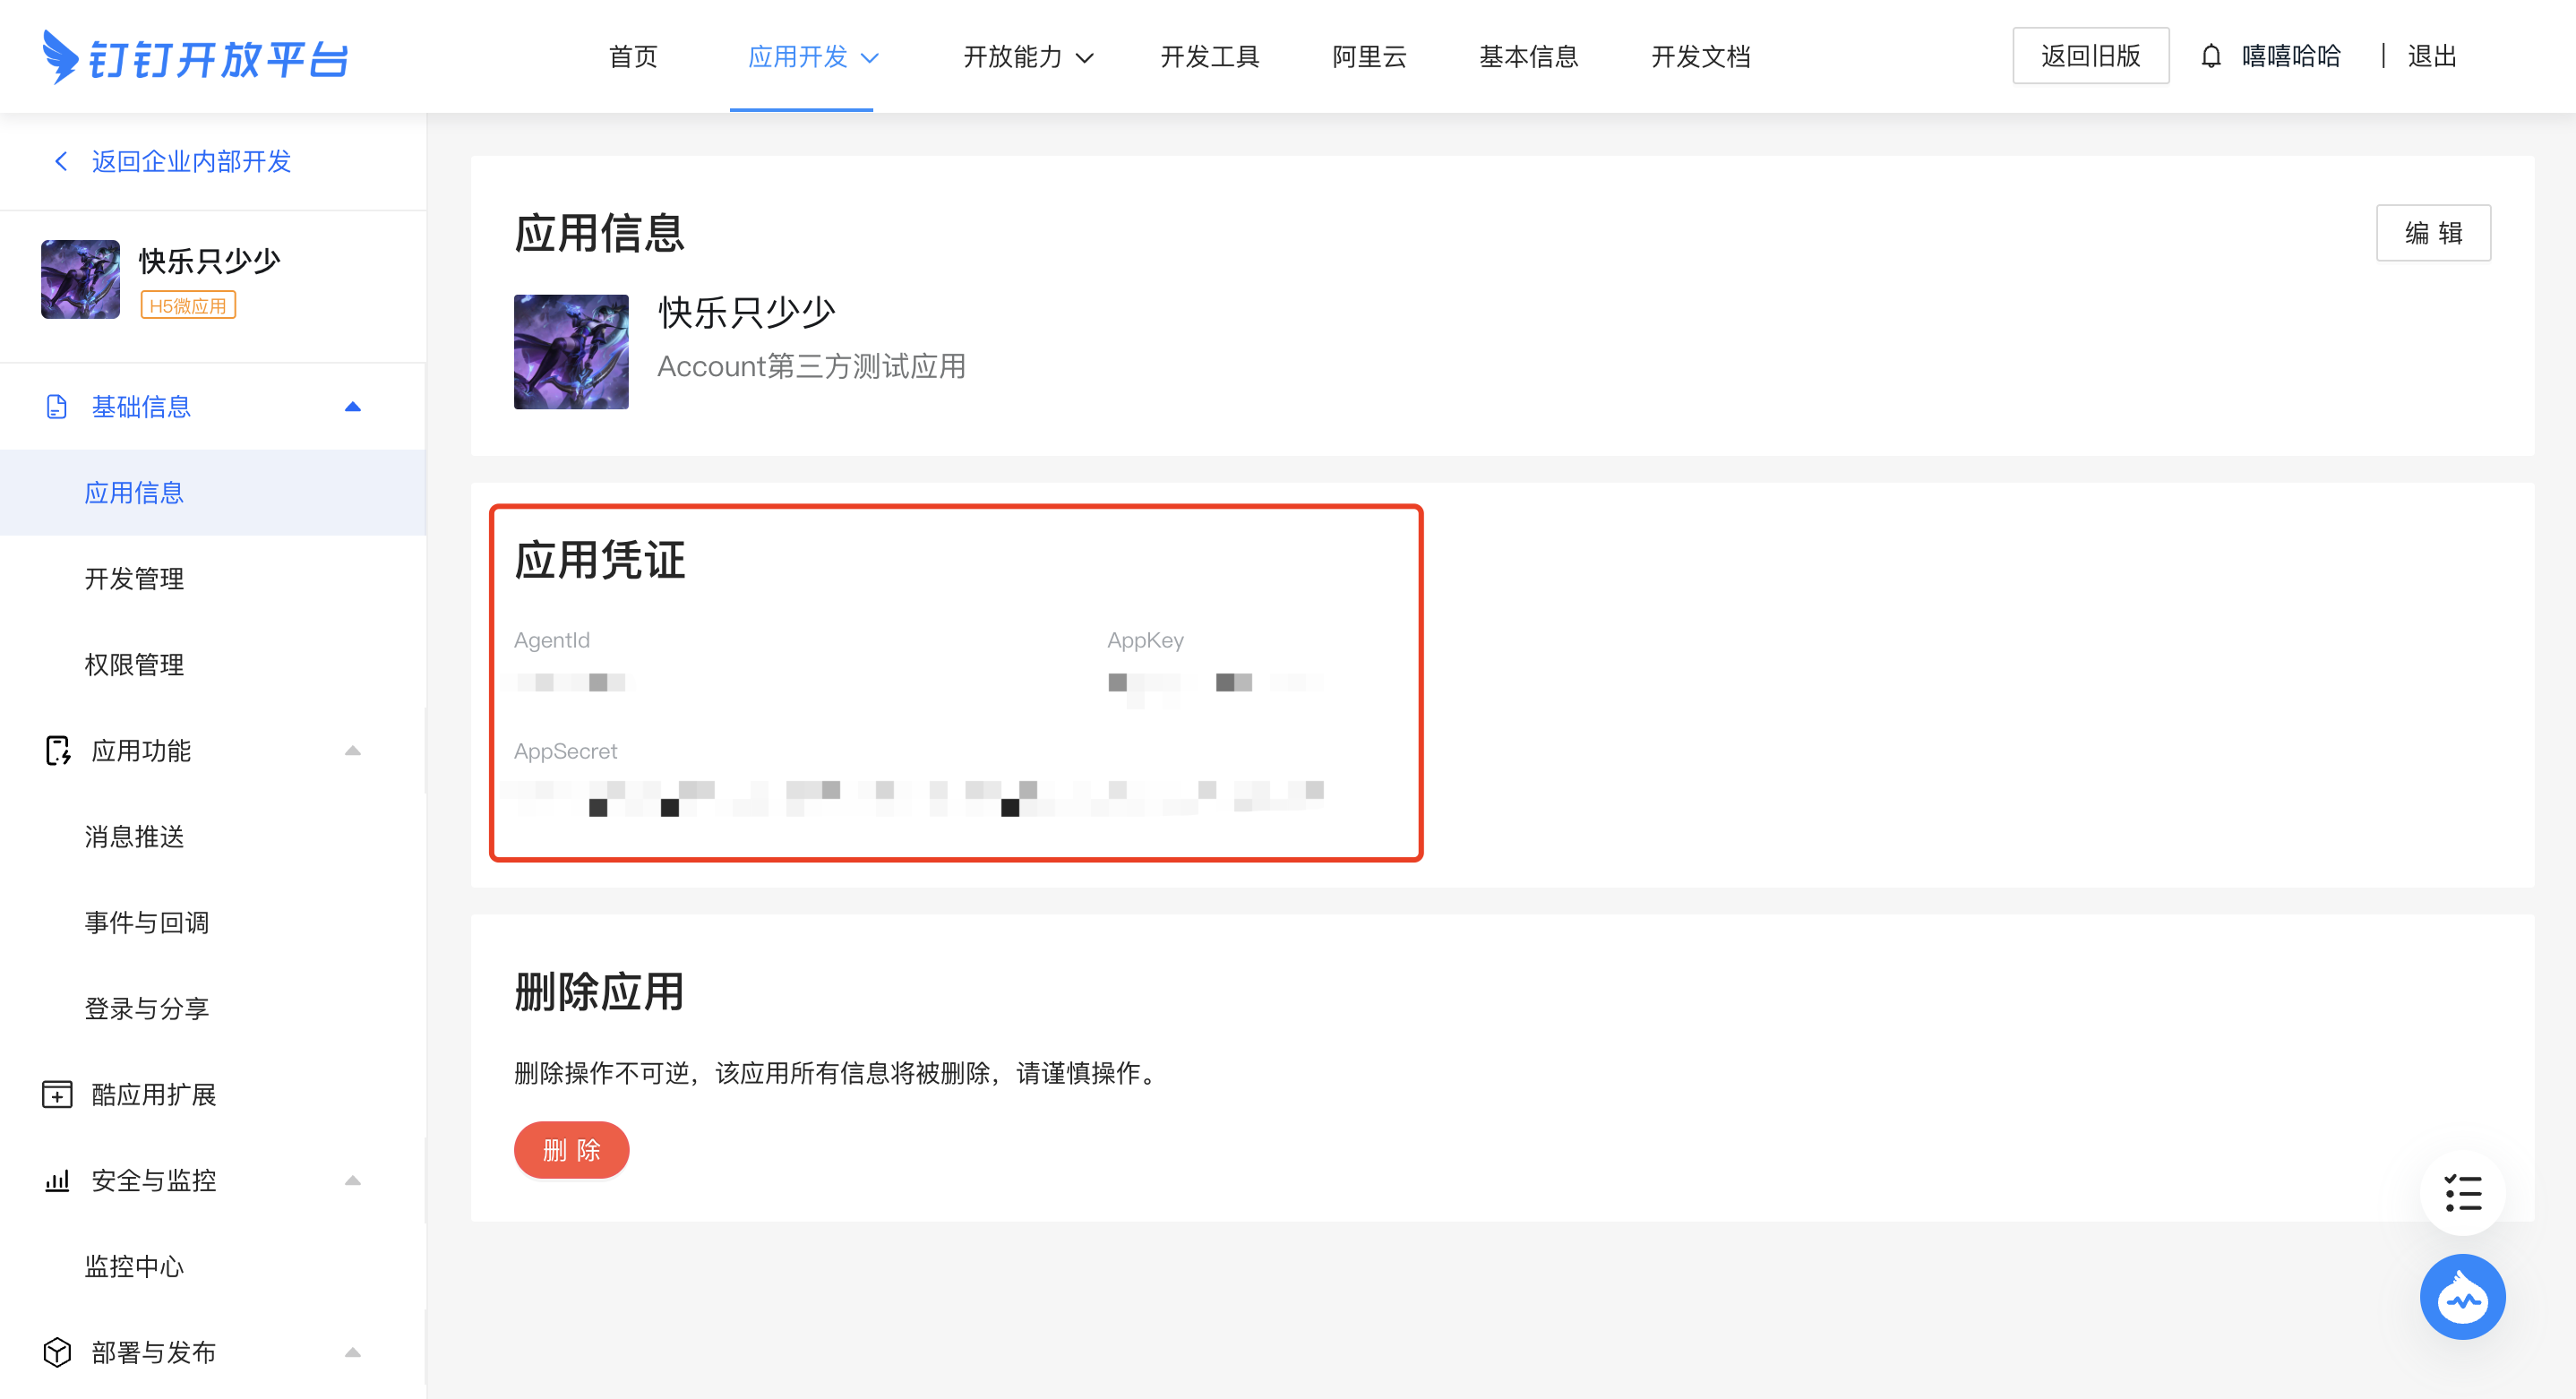 钉钉开放平台
首页
应用开发
开放能力
开发工具
阿里云
基本信息
开发文档
返回旧版
嘻嘻哈哈
退出
返回企业内部开发
快乐只少少
H5微应用
基础信息
应用信息
开发管理
权限管理
应用功能
消息推送
事件与回调
登录与分享
酷应用扩展
安全与监控
监控中心
部署与发布
应用信息
编 辑
快乐只少少
Account第三方测试应用
应用凭证
AgentId
AppKey
AppSecret
删除应用
删除操作不可逆，该应用所有信息将被删除，请谨慎操作。
删 除